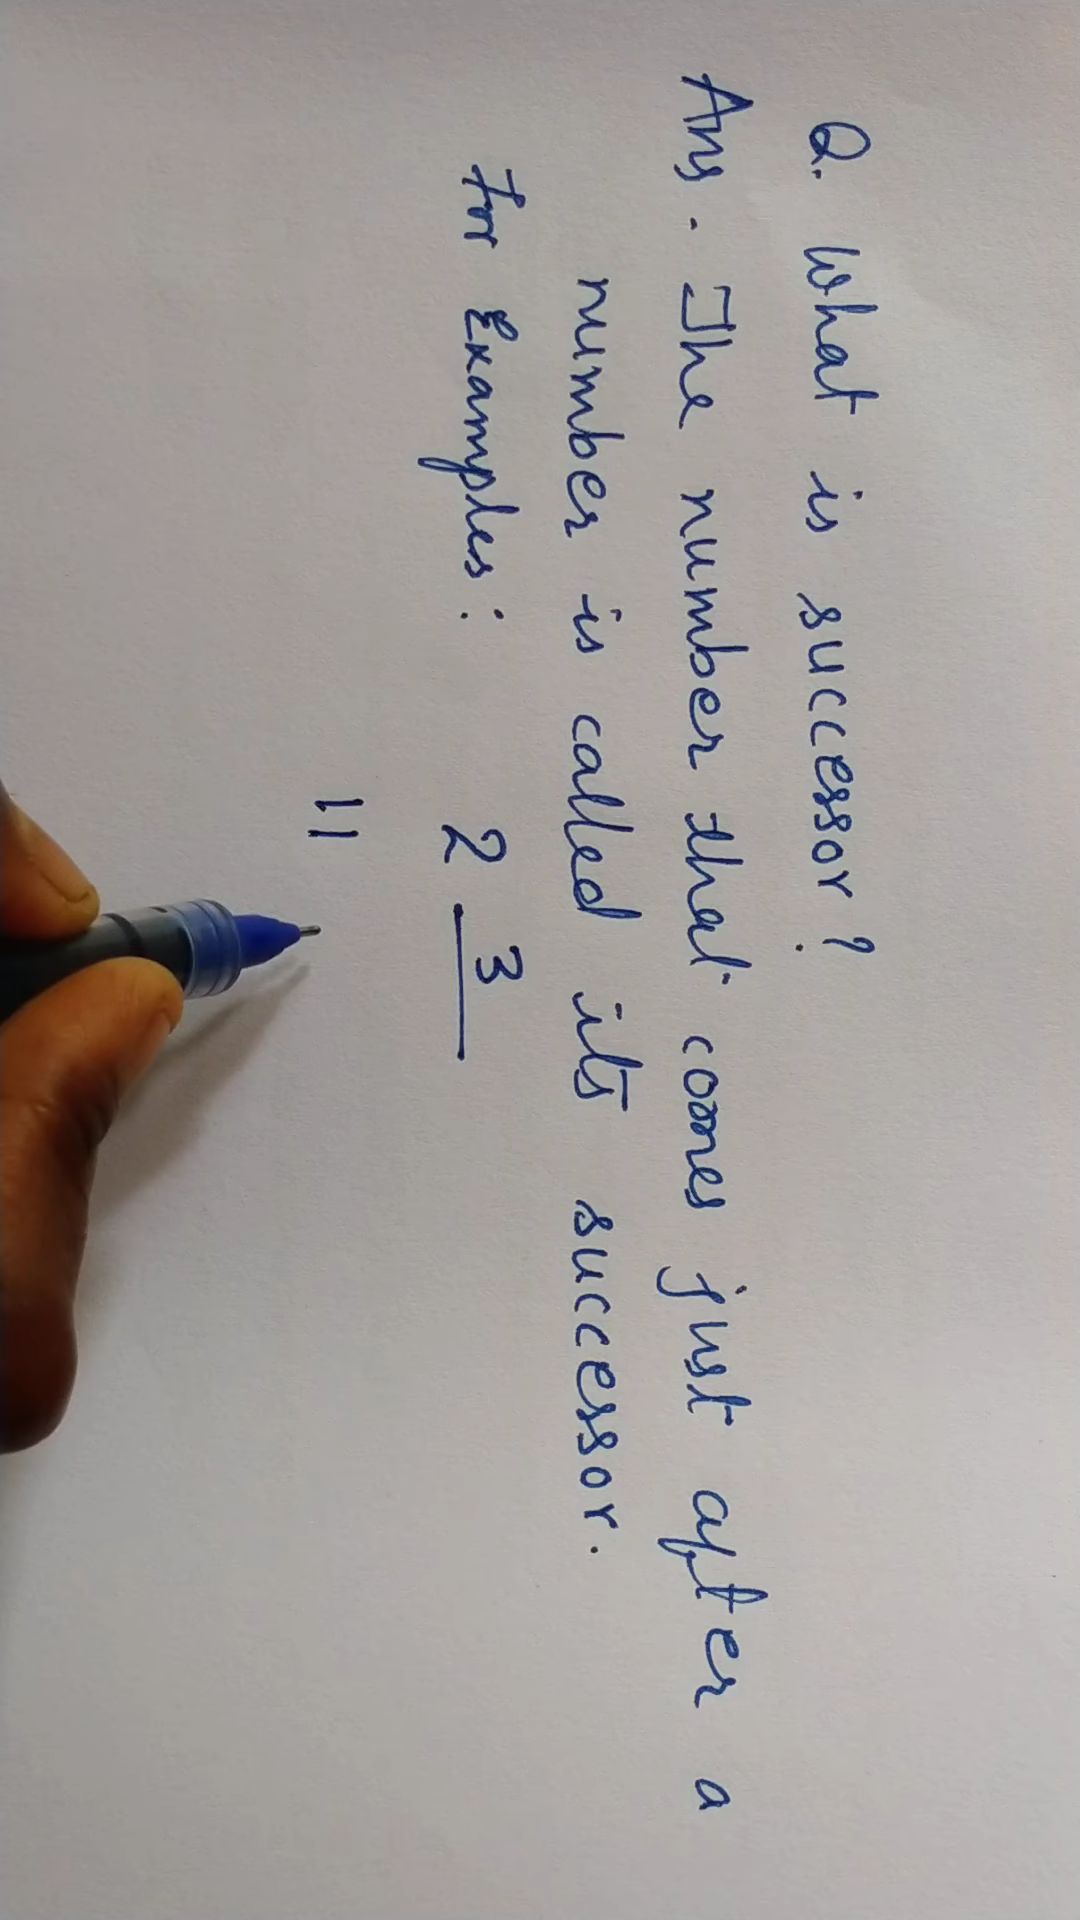 Q. What is successor?
Ans. The number that comes just after a
number is called its successor.
For Examples: 2 3
11